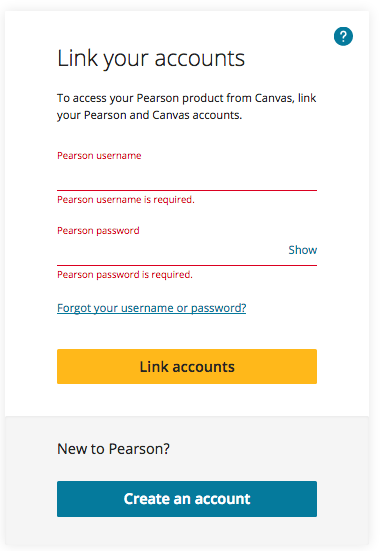 ?
Link your accounts
To access your Pearson product from Canvas, link
your Pearson and Canvas accounts.
Pearson username
Pearson username is required.
Pearson password
Show
Pearson password is required.
Forgot your username or password?
Link accounts
New to Pearson?
Create an account